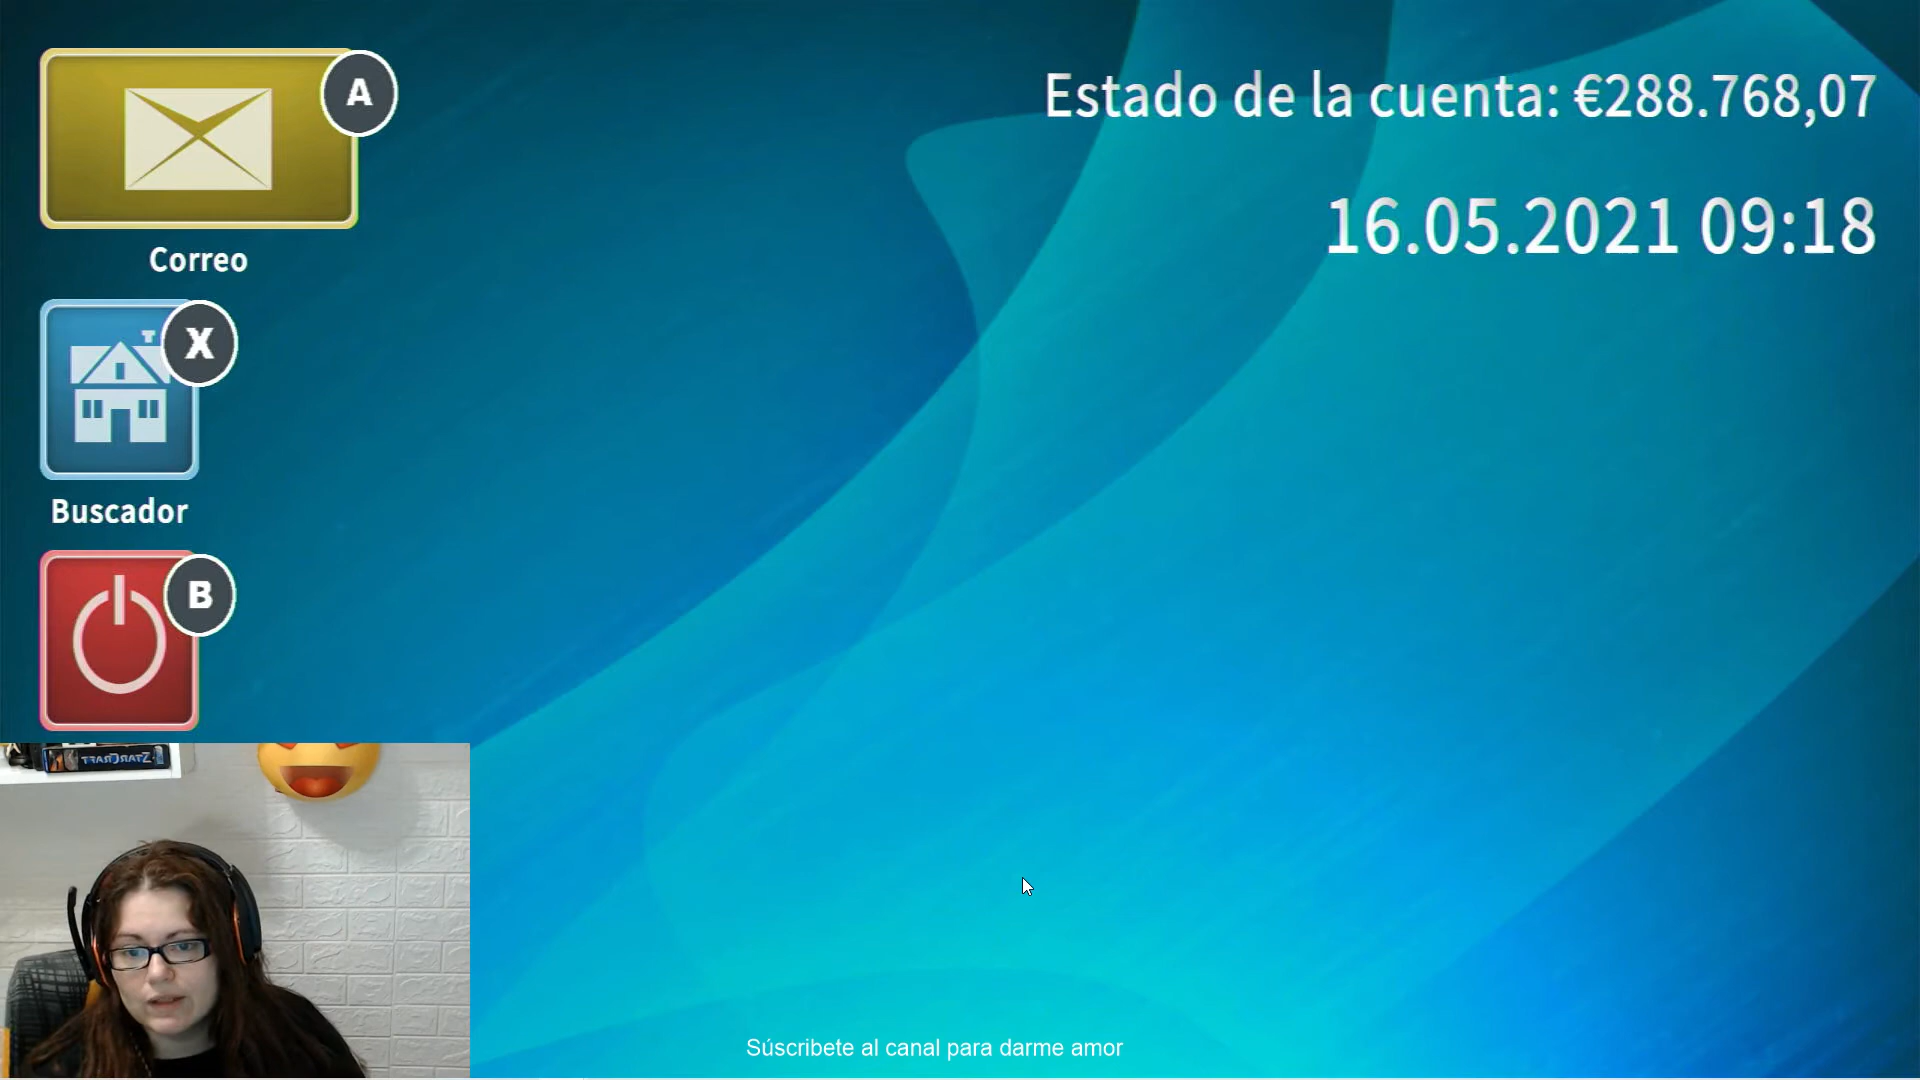 A
Estado de la cuenta: €288.768,07
16.05.2021 09:18
Correo
X
Buscador
B
STARCRAFT
Súscribete al canal para darme amor